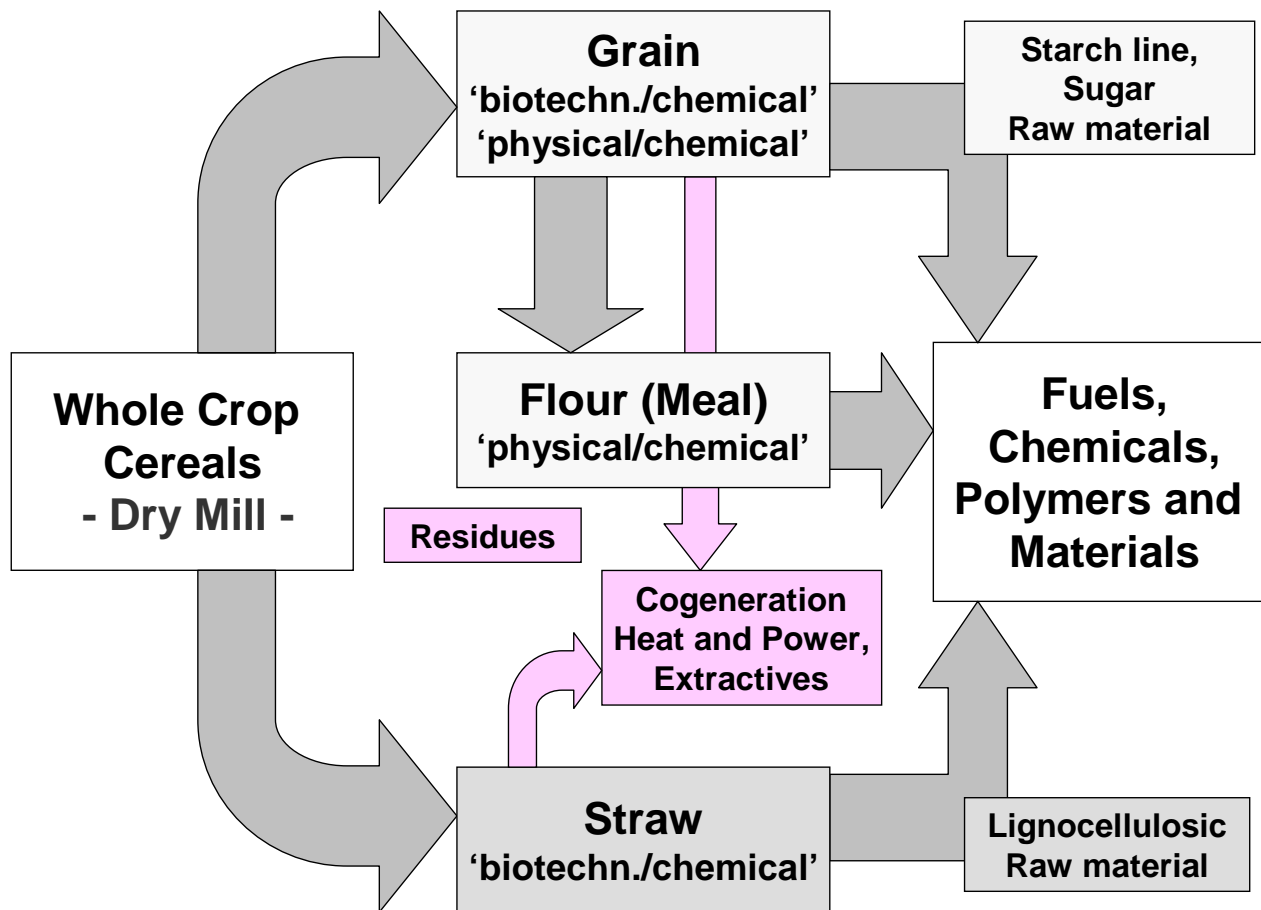 Grain
‘biotechn./chemical’
‘physical/chemical’
Starch line,
Sugar
Raw material
Whole Crop
Cereals
- Dry Mill -
Flour (Meal)
‘physical/chemical’
Fuels,
Chemicals,
Polymers and
Materials
Residues
Cogeneration
Heat and Power,
Extractives
Straw
‘biotechn./chemical’
Lignocellulosic
Raw material